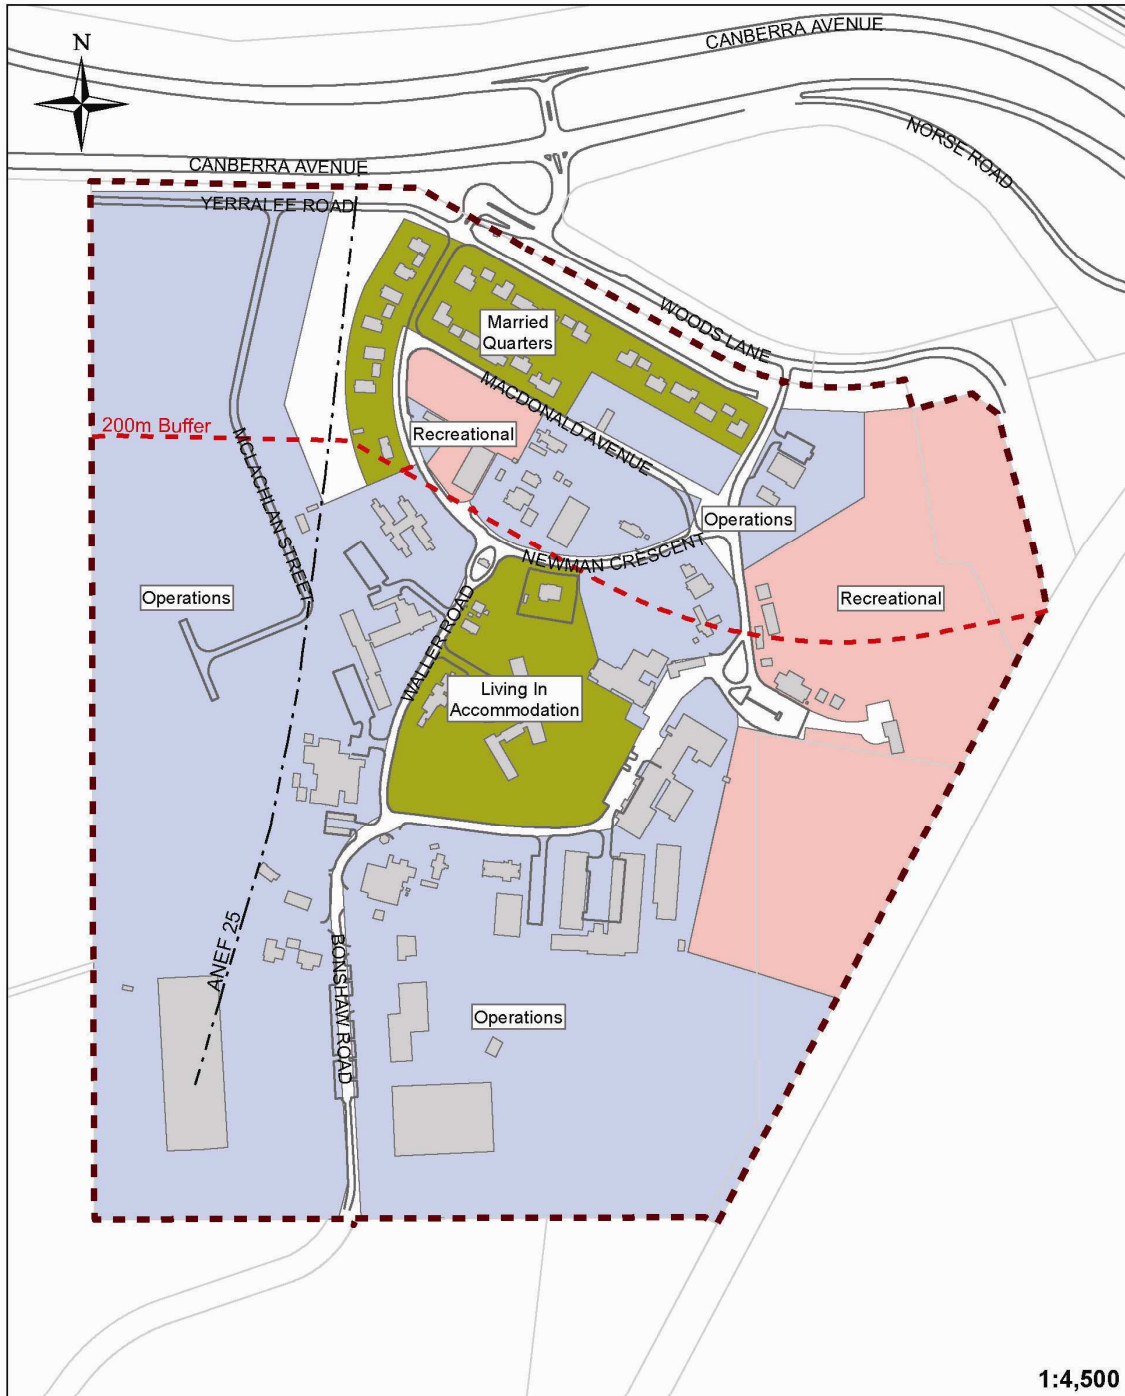 CANBERRA AVENUE
N
NORSE ROAD
CANBERRA AVENUE
YERRALEE ROAD
WOODS LANE
Married
Quarters
MACDONALD AVENUE
200m Buffer
Recreational
MCLACHLAN STREET
Operations
NEWMAN CRESCENT
Operations
Recreational
WALLER ROAD
Living In
Accommodation
ANEF 25
BONSHAW ROAD
Operations
1:4,500